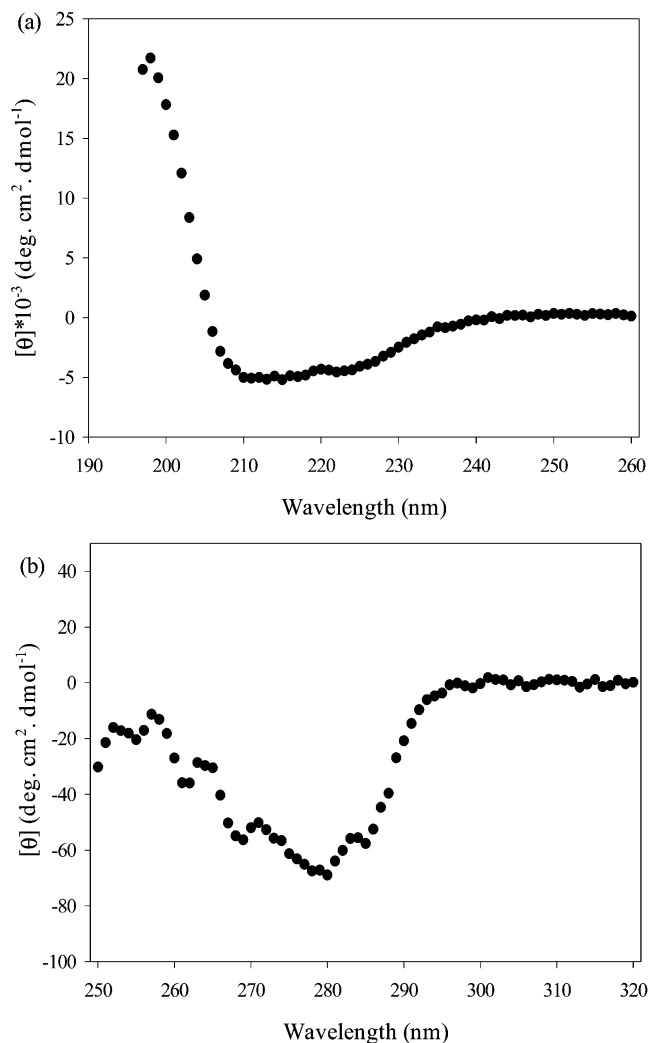 (a)
25
20
15
10
5
0
-5
-10
[θ]*10⁻³ (deg. cm². dmol⁻¹)
190 200 210 220 230 240 250 260
Wavelength (nm)
(b)
40
20
0
-20
-40
-60
-80
-100
[θ] (deg. cm². dmol⁻¹)
250 260 270 280 290 300 310 320
Wavelength (nm)